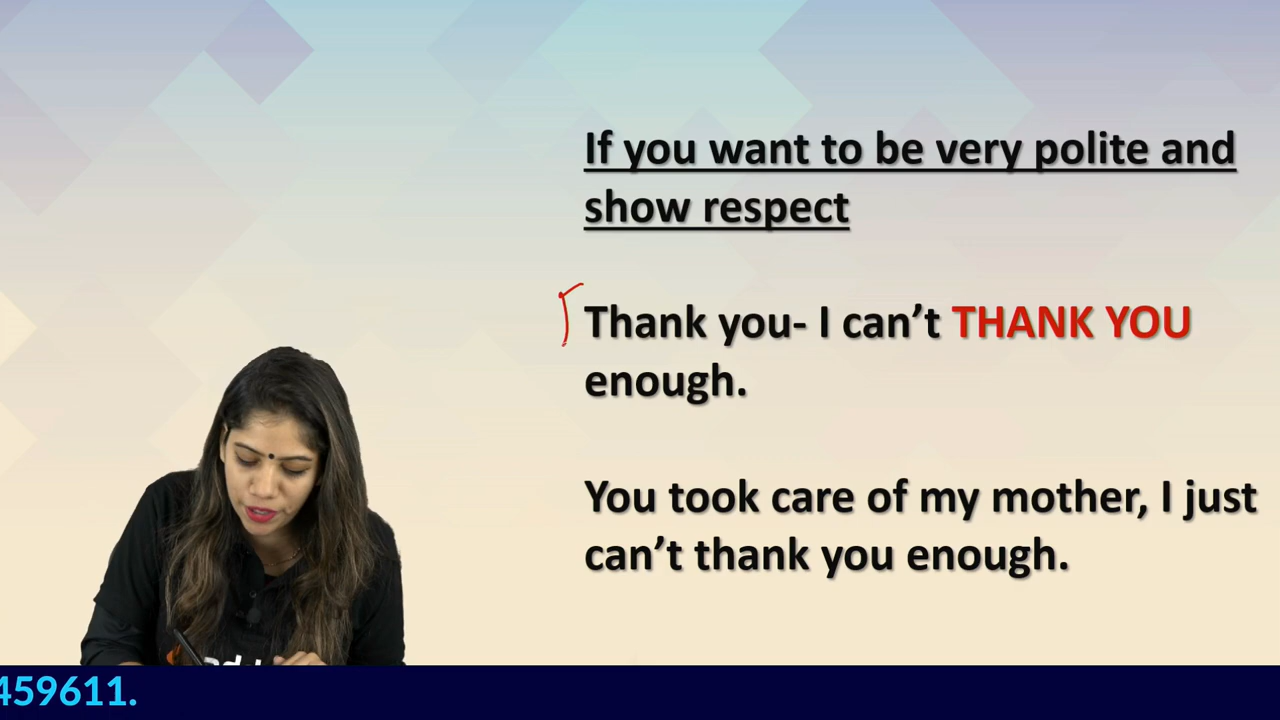 If you want to be very polite and
show respect
Thank you- I can’t THANK YOU
enough.
You took care of my mother, I just
can’t thank you enough.
459611.